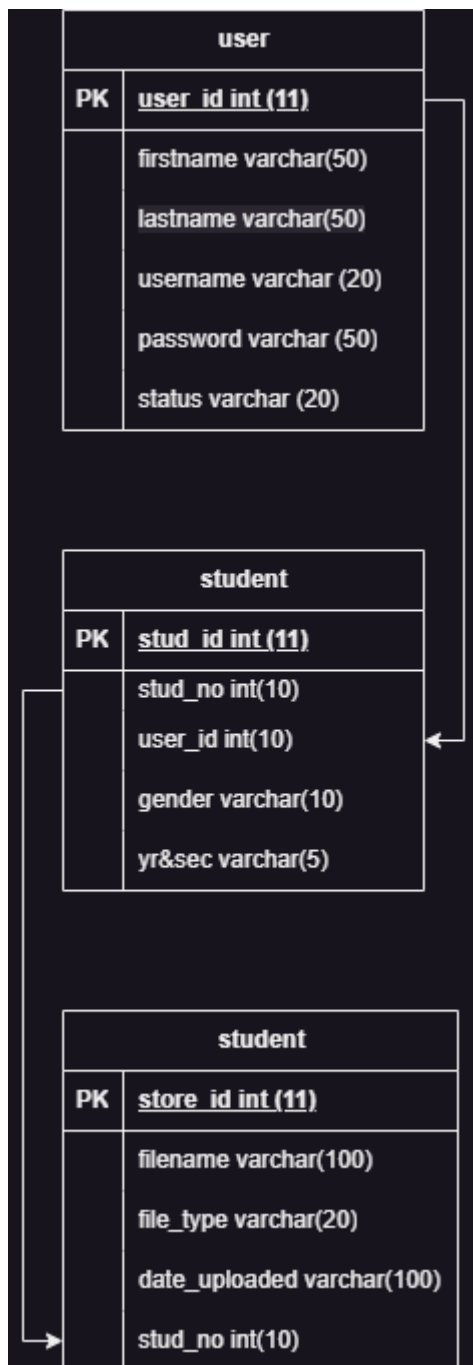 user
PK user_id int (11)
firstname varchar(50)
lastname varchar(50)
username varchar (20)
password varchar (50)
status varchar (20)
student
PK stud_id int (11)
stud_no int(10)
user_id int(10)
gender varchar(10)
yr&sec varchar(5)
student
PK store_id int (11)
filename varchar(100)
file_type varchar(20)
date_uploaded varchar(100)
stud_no int(10)